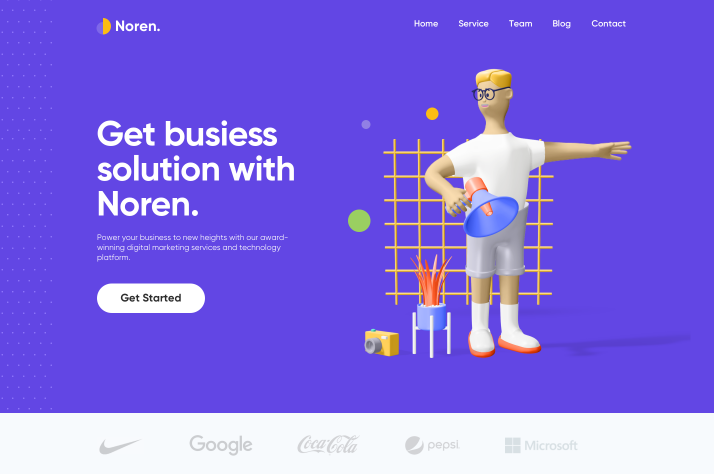 Noren.
Home Service Team Blog Contact
Get busiess
solution with
Noren.
Power your business to new heights with our award-
winning digital marketing services and technology
platform.
Get Started
Google Coca-Cola pepsi Microsoft